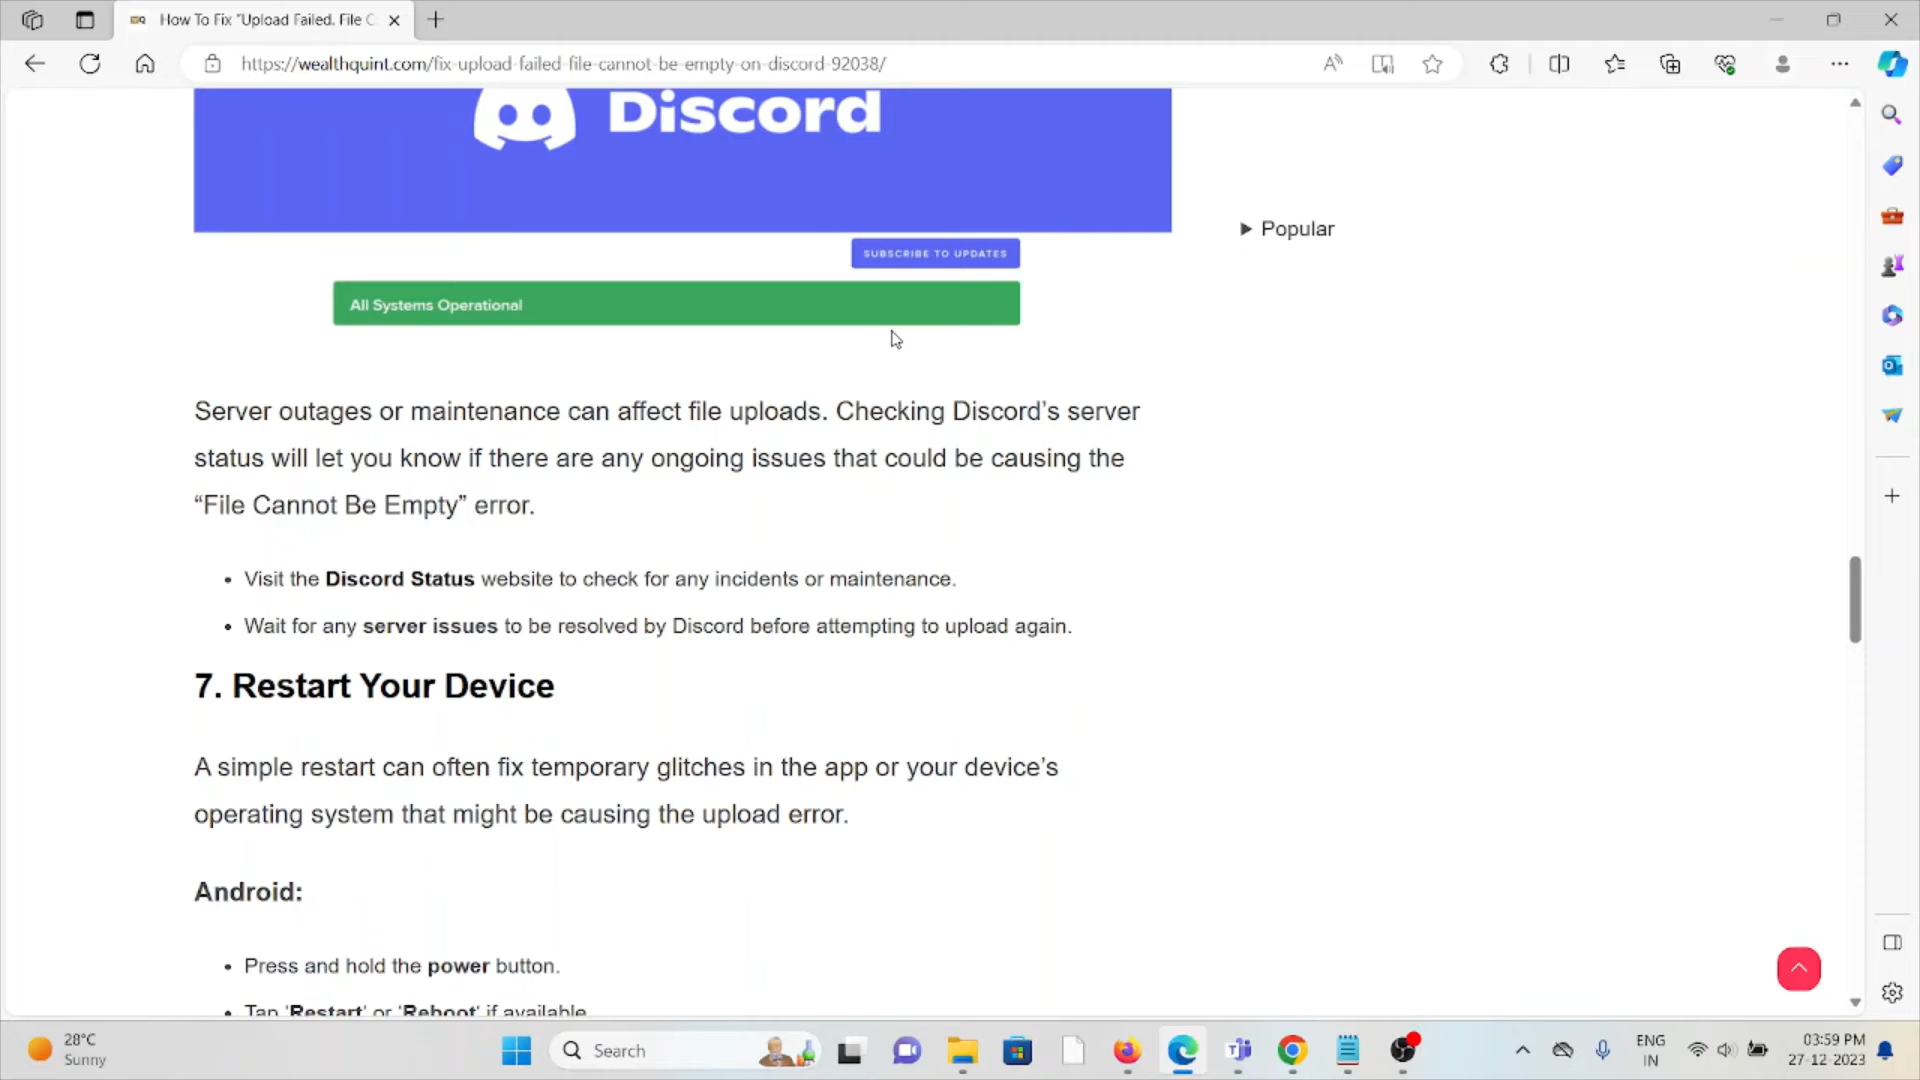 How To Fix "Upload Failed. File C
https://wealthquint.com/fix-upload-failed-file-cannot-be-empty-on-discord-92038/
Discord
Popular
SUBSCRIBE TO UPDATES
All Systems Operational
Server outages or maintenance can affect file uploads. Checking Discord’s server
status will let you know if there are any ongoing issues that could be causing the
“File Cannot Be Empty” error.
• Visit the Discord Status website to check for any incidents or maintenance.
• Wait for any server issues to be resolved by Discord before attempting to upload again.
7. Restart Your Device
A simple restart can often fix temporary glitches in the app or your device’s
operating system that might be causing the upload error.
Android:
• Press and hold the power button.
• Tap ‘Restart’ or ‘Reboot’ if available
28°C
Sunny
Search
ENG
IN
03:59 PM
27-12-2023